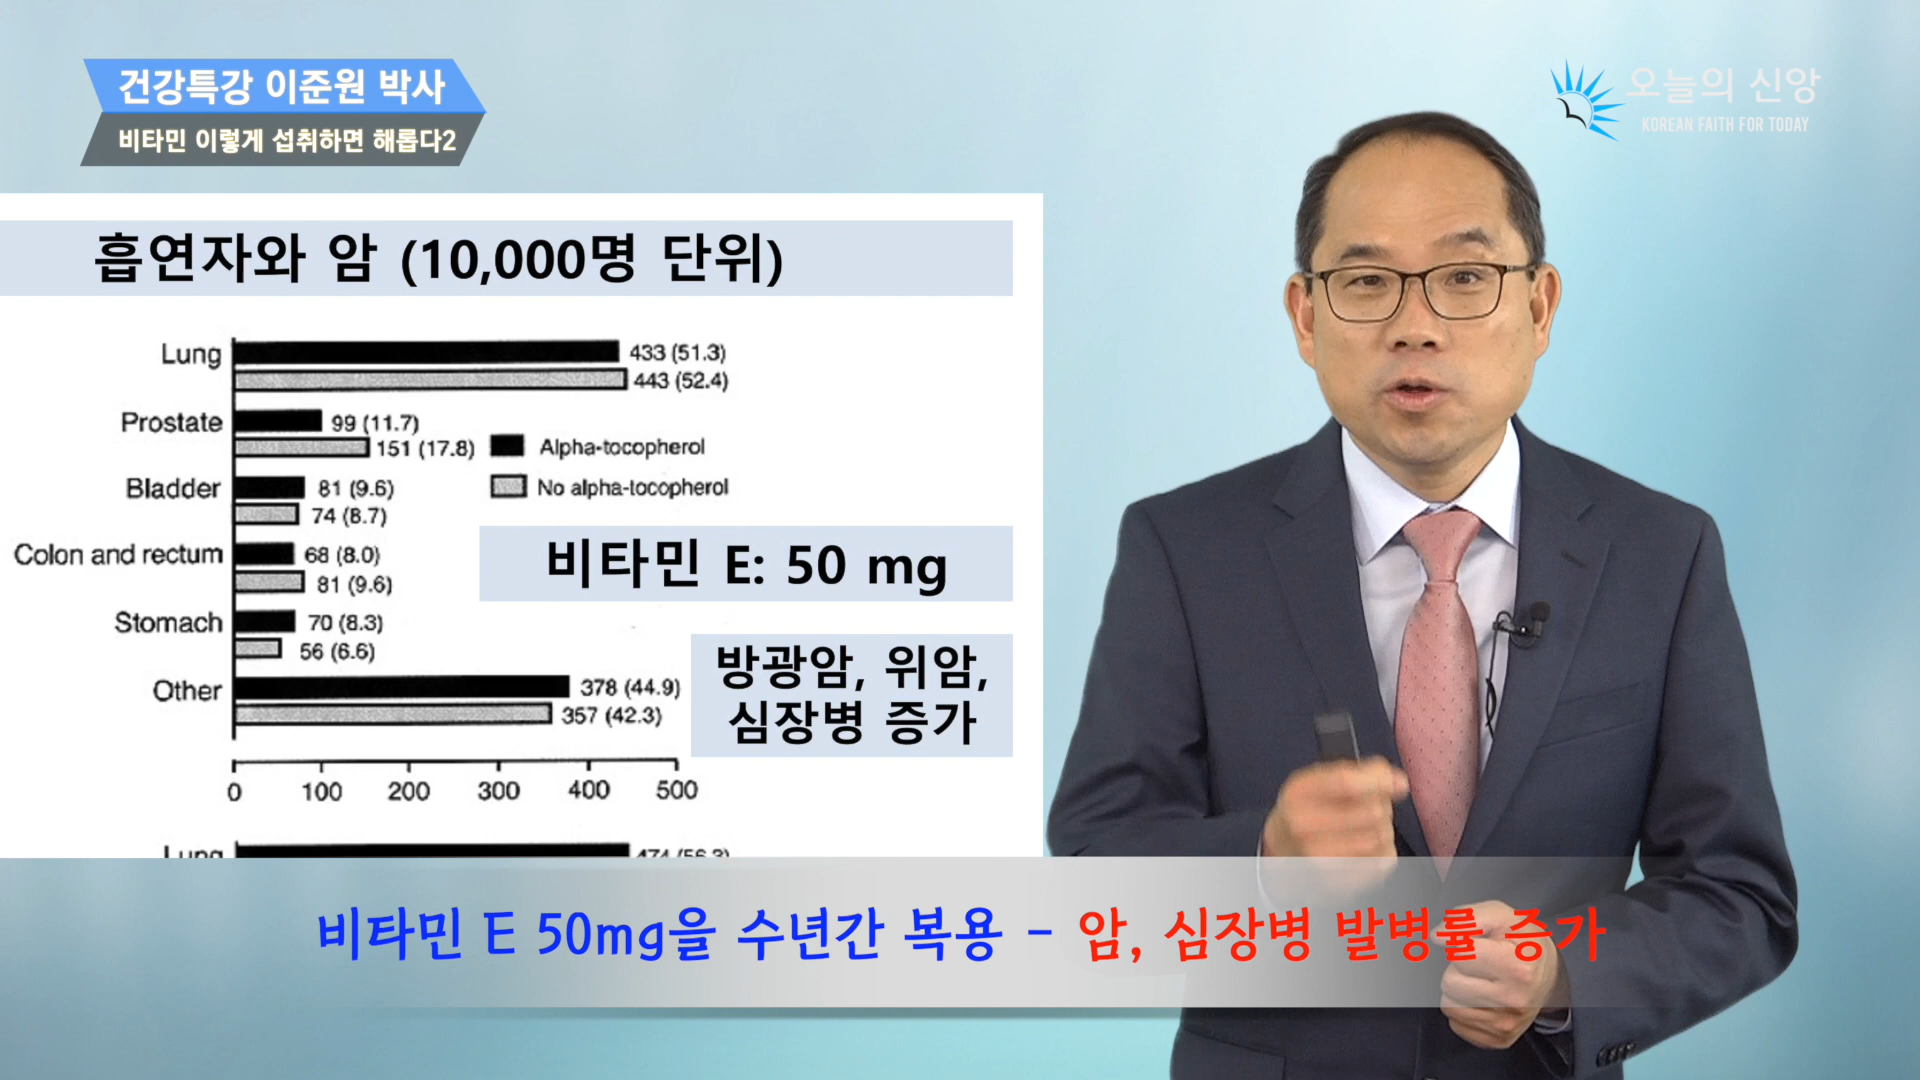 건강특강 이준원 박사
비타민 이렇게 섭취하면 해롭다2
오늘의 신앙
KOREAN FAITH FOR TODAY
흡연자와 암 (10,000명 단위)
Lung
433 (51.3)
443 (52.4)
Prostate
99 (11.7)
151 (17.8)
Alpha-tocopherol
Bladder
81 (9.6)
No alpha-tocopherol
74 (8.7)
Colon and rectum
68 (8.0)
81 (9.6)
비타민 E: 50 mg
Stomach
70 (8.3)
56 (6.6)
방광암, 위암,
심장병 증가
Other
378 (44.9)
357 (42.3)
0 100 200 300 400 500
Lung
비타민 E 50mg을 수년간 복용 - 암, 심장병 발병률 증가